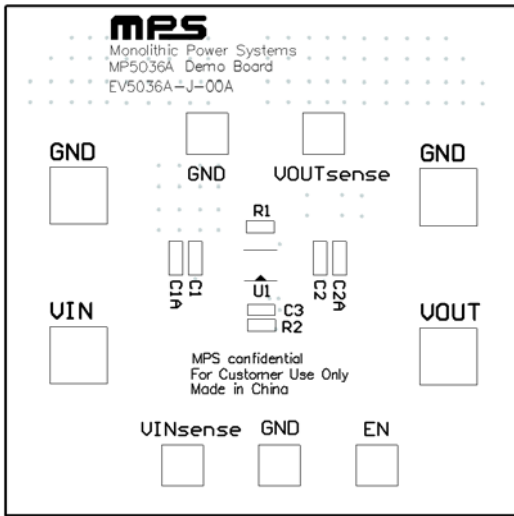 mps
Monolithic Power Systems
MP5036A Demo Board
EV5036A-J-00A
GND
GND
VOUTsense
GND
R1
C1A
C1
C2
C2A
U1
VIN
C3
R2
VOUT
MPS confidential
For Customer Use Only
Made in China
VINsense
GND
EN